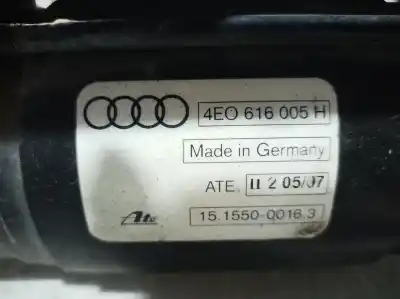 4E0 616 005 H
Made in Germany
ATE. II 2 05/07
Ate
15.1550-0016.3